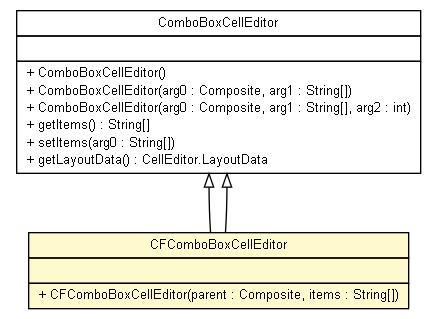 ComboBoxCellEditor
+ ComboBoxCellEditor()
+ ComboBoxCellEditor(arg0 : Composite, arg1 : String[])
+ ComboBoxCellEditor(arg0 : Composite, arg1 : String[], arg2 : int)
+ getItems() : String[]
+ setItems(arg0 : String[])
+ getLayoutData() : CellEditor.LayoutData
CFComboBoxCellEditor
+ CFComboBoxCellEditor(parent : Composite, items : String[])